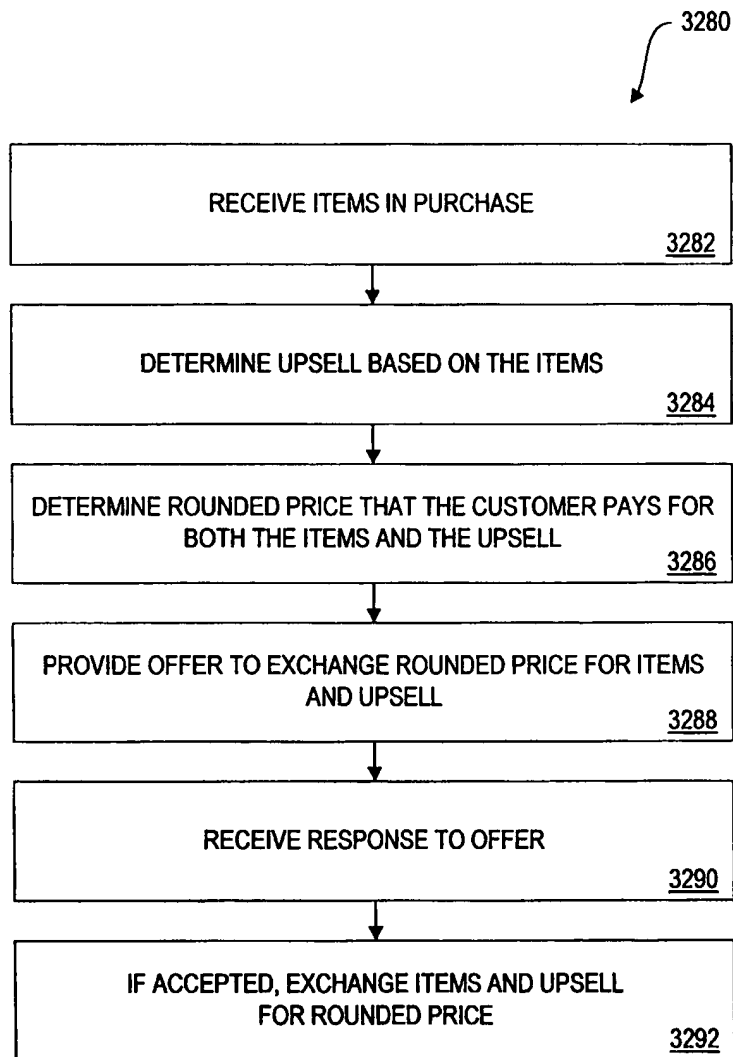 3280
RECEIVE ITEMS IN PURCHASE
3282
DETERMINE UPSELL BASED ON THE ITEMS
3284
DETERMINE ROUNDED PRICE THAT THE CUSTOMER PAYS FOR
BOTH THE ITEMS AND THE UPSELL
3286
PROVIDE OFFER TO EXCHANGE ROUNDED PRICE FOR ITEMS
AND UPSELL
3288
RECEIVE RESPONSE TO OFFER
3290
IF ACCEPTED, EXCHANGE ITEMS AND UPSELL
FOR ROUNDED PRICE
3292